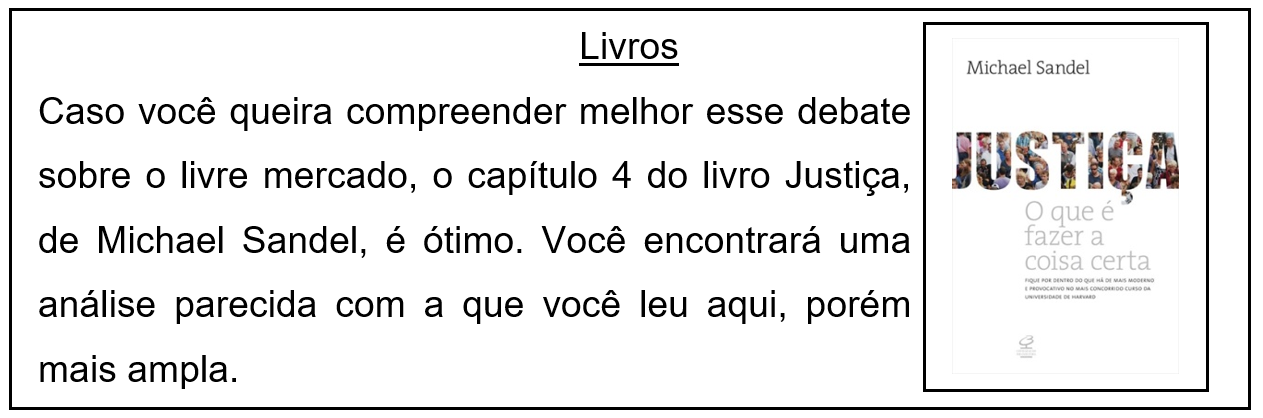 Livros
Caso você queira compreender melhor esse debate
sobre o livre mercado, o capítulo 4 do livro Justiça,
de Michael Sandel, é ótimo. Você encontrará uma
análise parecida com a que você leu aqui, porém
mais ampla.
Michael Sandel
JUSTIÇA
O que é
fazer a
coisa certa
FIQUE POR DENTRO DO QUE HÁ DE MAIS MODERNO
E PROVOCATIVO NO MAIS CONCORRIDO CURSO DA
UNIVERSIDADE DE HARVARD